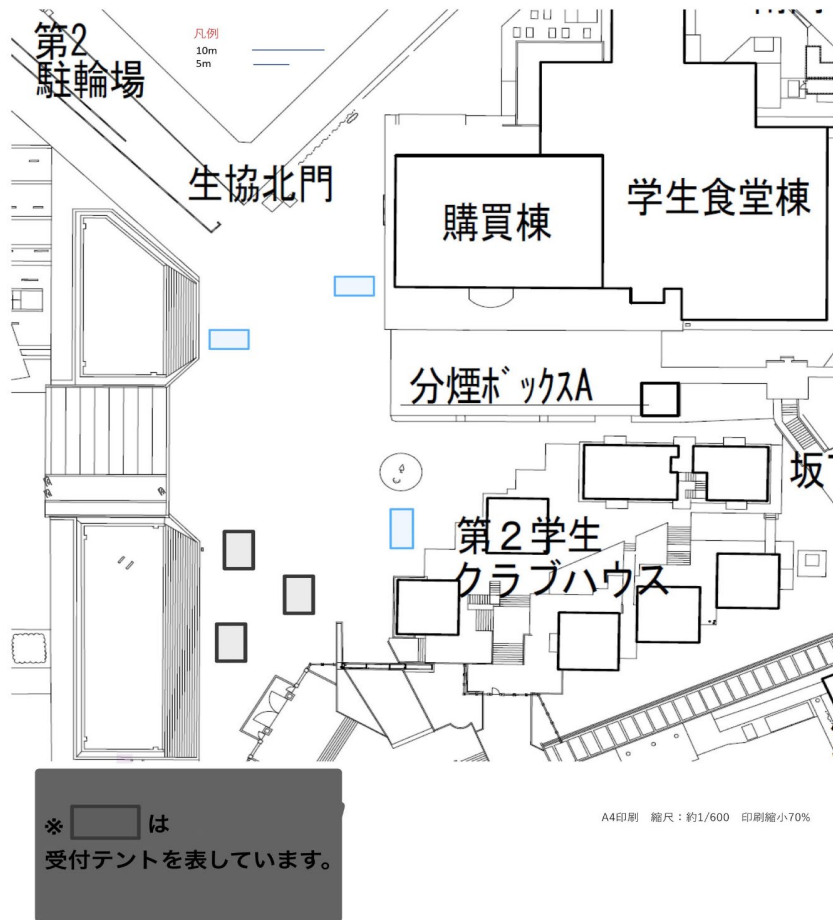 第2
駐輪場
凡例
10m
5m
生協北門
購買棟
学生食堂棟
分煙ボックスA
第２学生
クラブハウス
※ は
受付テントを表しています。
A4印刷 縮尺：約1/600 印刷縮小70%